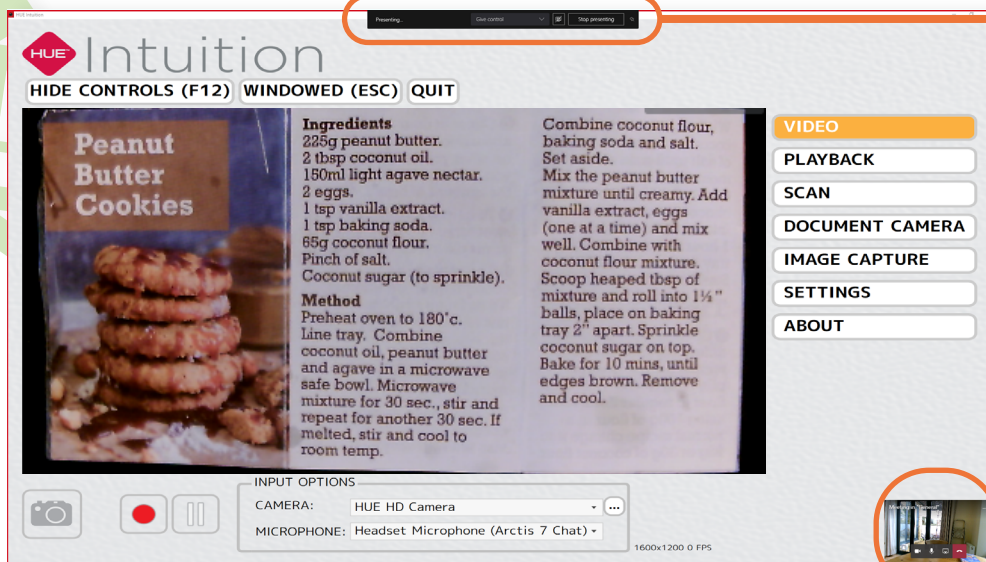 HUE Intuition
Presenting...
Give control
Stop presenting
HUE
Intuition
HIDE CONTROLS (F12)
WINDOWED (ESC)
QUIT
Peanut
Butter
Cookies
Ingredients
225g peanut butter.
2 tbsp coconut oil.
150ml light agave nectar.
2 eggs.
1 tsp vanilla extract.
1 tsp baking soda.
65g coconut flour.
Pinch of salt.
Coconut sugar (to sprinkle).
Method
Preheat oven to 180°c.
Line tray. Combine
coconut oil, peanut butter
and agave in a microwave
safe bowl. Microwave
mixture for 30 sec., stir and
repeat for another 30 sec. If
melted, stir and cool to
room temp.
Combine coconut flour,
baking soda and salt.
Set aside.
Mix the peanut butter
mixture until creamy. Add
vanilla extract, eggs
(one at a time) and mix
well. Combine with
coconut flour mixture.
Scoop heaped tbsp of
mixture and roll into 1½"
balls, place on baking
tray 2" apart. Sprinkle
coconut sugar on top.
Bake for 10 mins, until
edges brown. Remove
and cool.
VIDEO
PLAYBACK
SCAN
DOCUMENT CAMERA
IMAGE CAPTURE
SETTINGS
ABOUT
INPUT OPTIONS
CAMERA:
HUE HD Camera
...
MICROPHONE:
Headset Microphone (Arctis 7 Chat)
1600x1200 0 FPS
Meeting in "General"